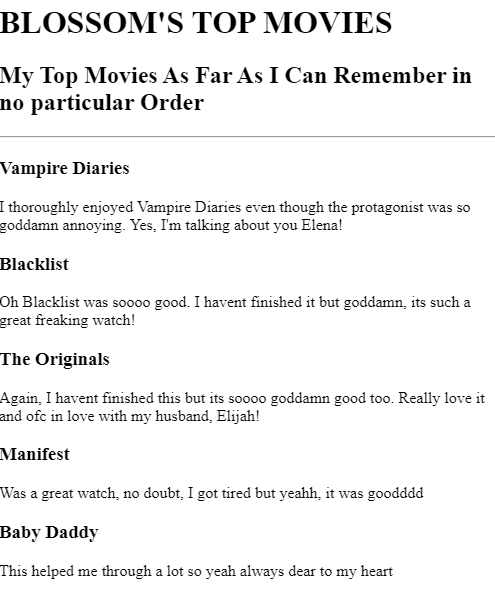 BLOSSOM'S TOP MOVIES
My Top Movies As Far As I Can Remember in
no particular Order
Vampire Diaries
I thoroughly enjoyed Vampire Diaries even though the protagonist was so
goddamn annoying. Yes, I'm talking about you Elena!
Blacklist
Oh Blacklist was soooo good. I havent finished it but goddamn, its such a
great freaking watch!
The Originals
Again, I havent finished this but its soooo goddamn good too. Really love it
and ofc in love with my husband, Elijah!
Manifest
Was a great watch, no doubt, I got tired but yeahh, it was goodddd
Baby Daddy
This helped me through a lot so yeah always dear to my heart